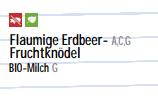 Flaumige Erdbeer- A,C,G
Fruchtknödel
BIO-Milch G